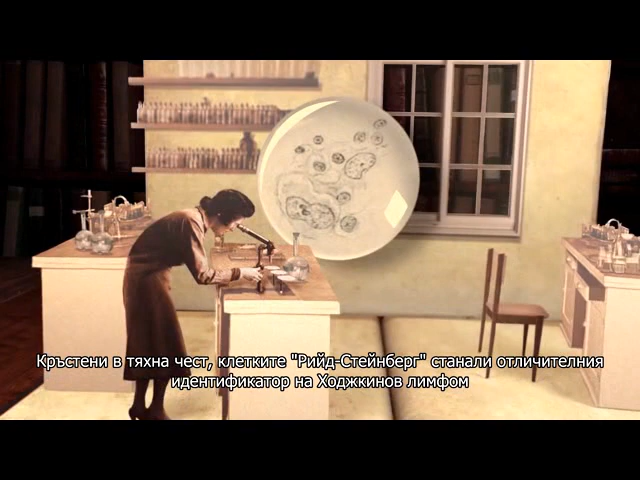 Кръстени в тяхна чест, клетките "Рийд-Стейнберг" станали отличителния
идентификатор на Ходжкинов лимфом